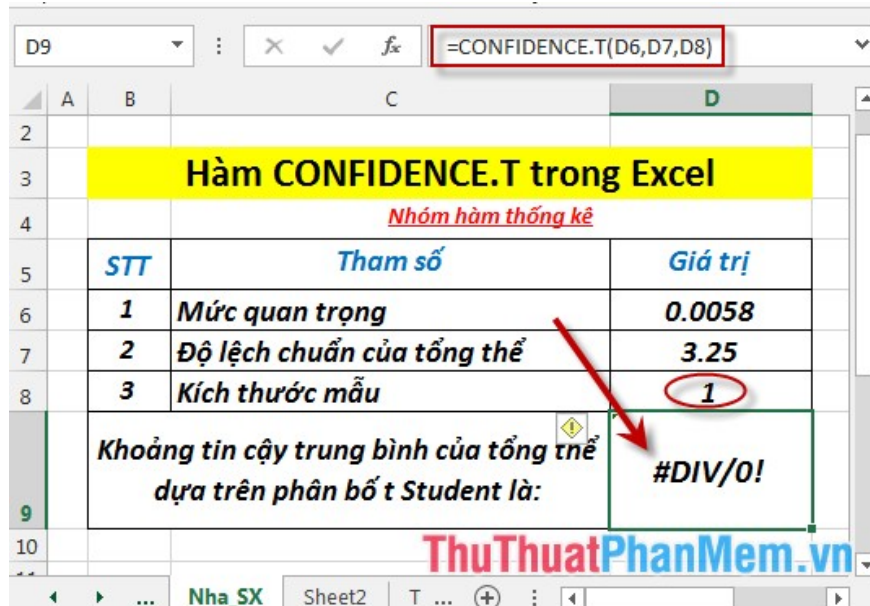 D9 fx =CONFIDENCE.T(D6,D7,D8)
A B C D
2
3 Hàm CONFIDENCE.T trong Excel
4 Nhóm hàm thống kê
5 STT Tham số Giá trị
6 1 Mức quan trọng 0.0058
7 2 Độ lệch chuẩn của tổng thể 3.25
8 3 Kích thước mẫu 1
Khoảng tin cậy trung bình của tổng thể
#DIV/0!
9 dựa trên phân bố t Student là:
10 ThuThuatPhanMem.vn
... Nha SX Sheet2 T ...